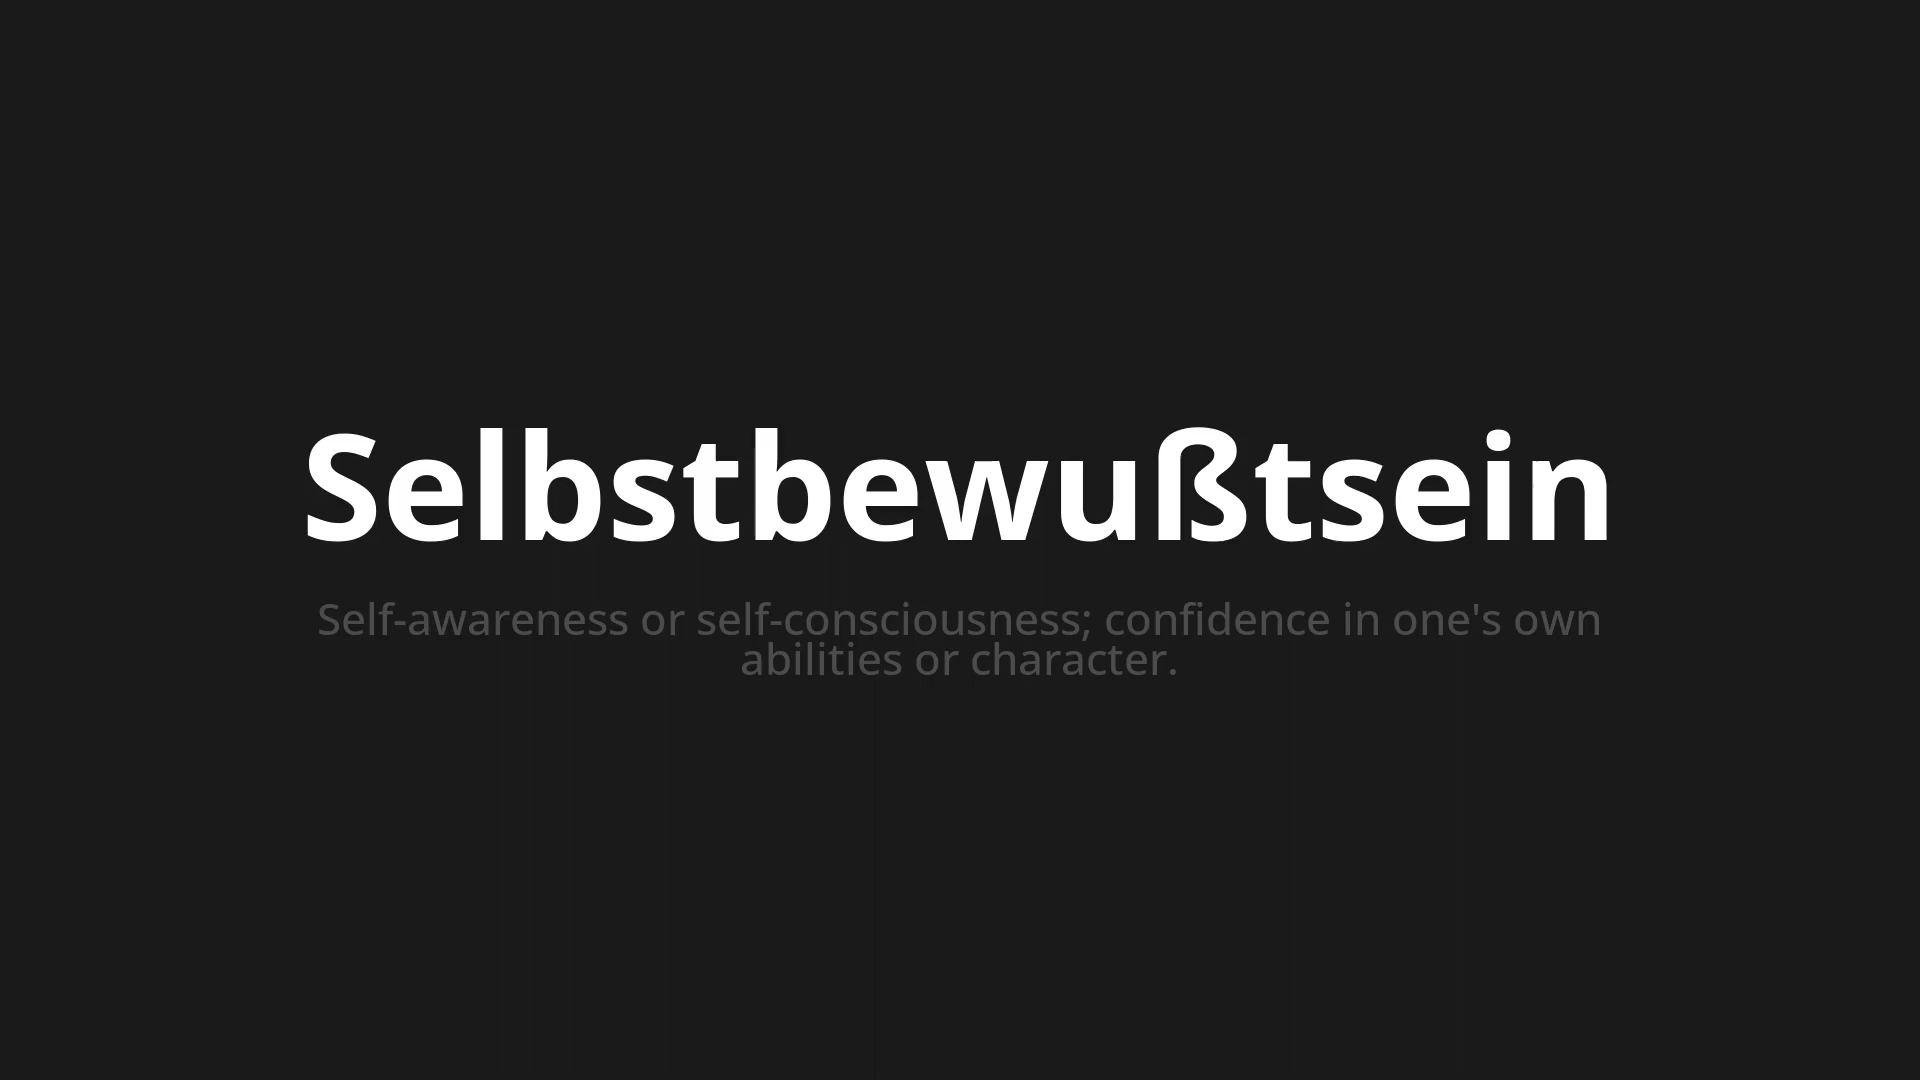 Selbstbewußtsein
Self-awareness or self-consciousness; confidence in one's own
abilities or character.